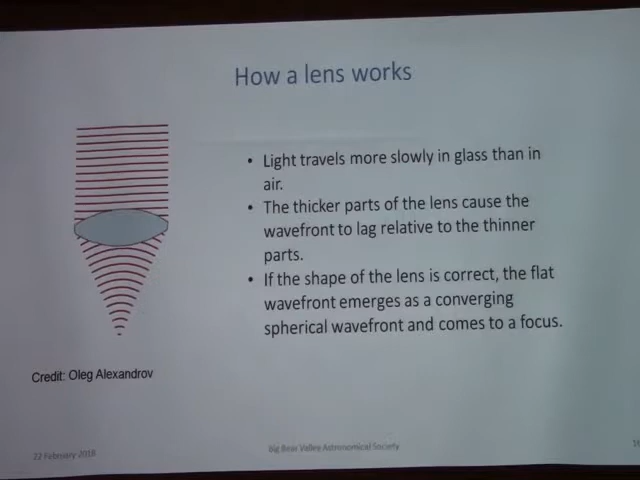 How a lens works
• Light travels more slowly in glass than in
air.
• The thicker parts of the lens cause the
wavefront to lag relative to the thinner
parts.
• If the shape of the lens is correct, the flat
wavefront emerges as a converging
spherical wavefront and comes to a focus.
Credit: Oleg Alexandrov
22 February 2018
Big Bear Valley Astronomical Society